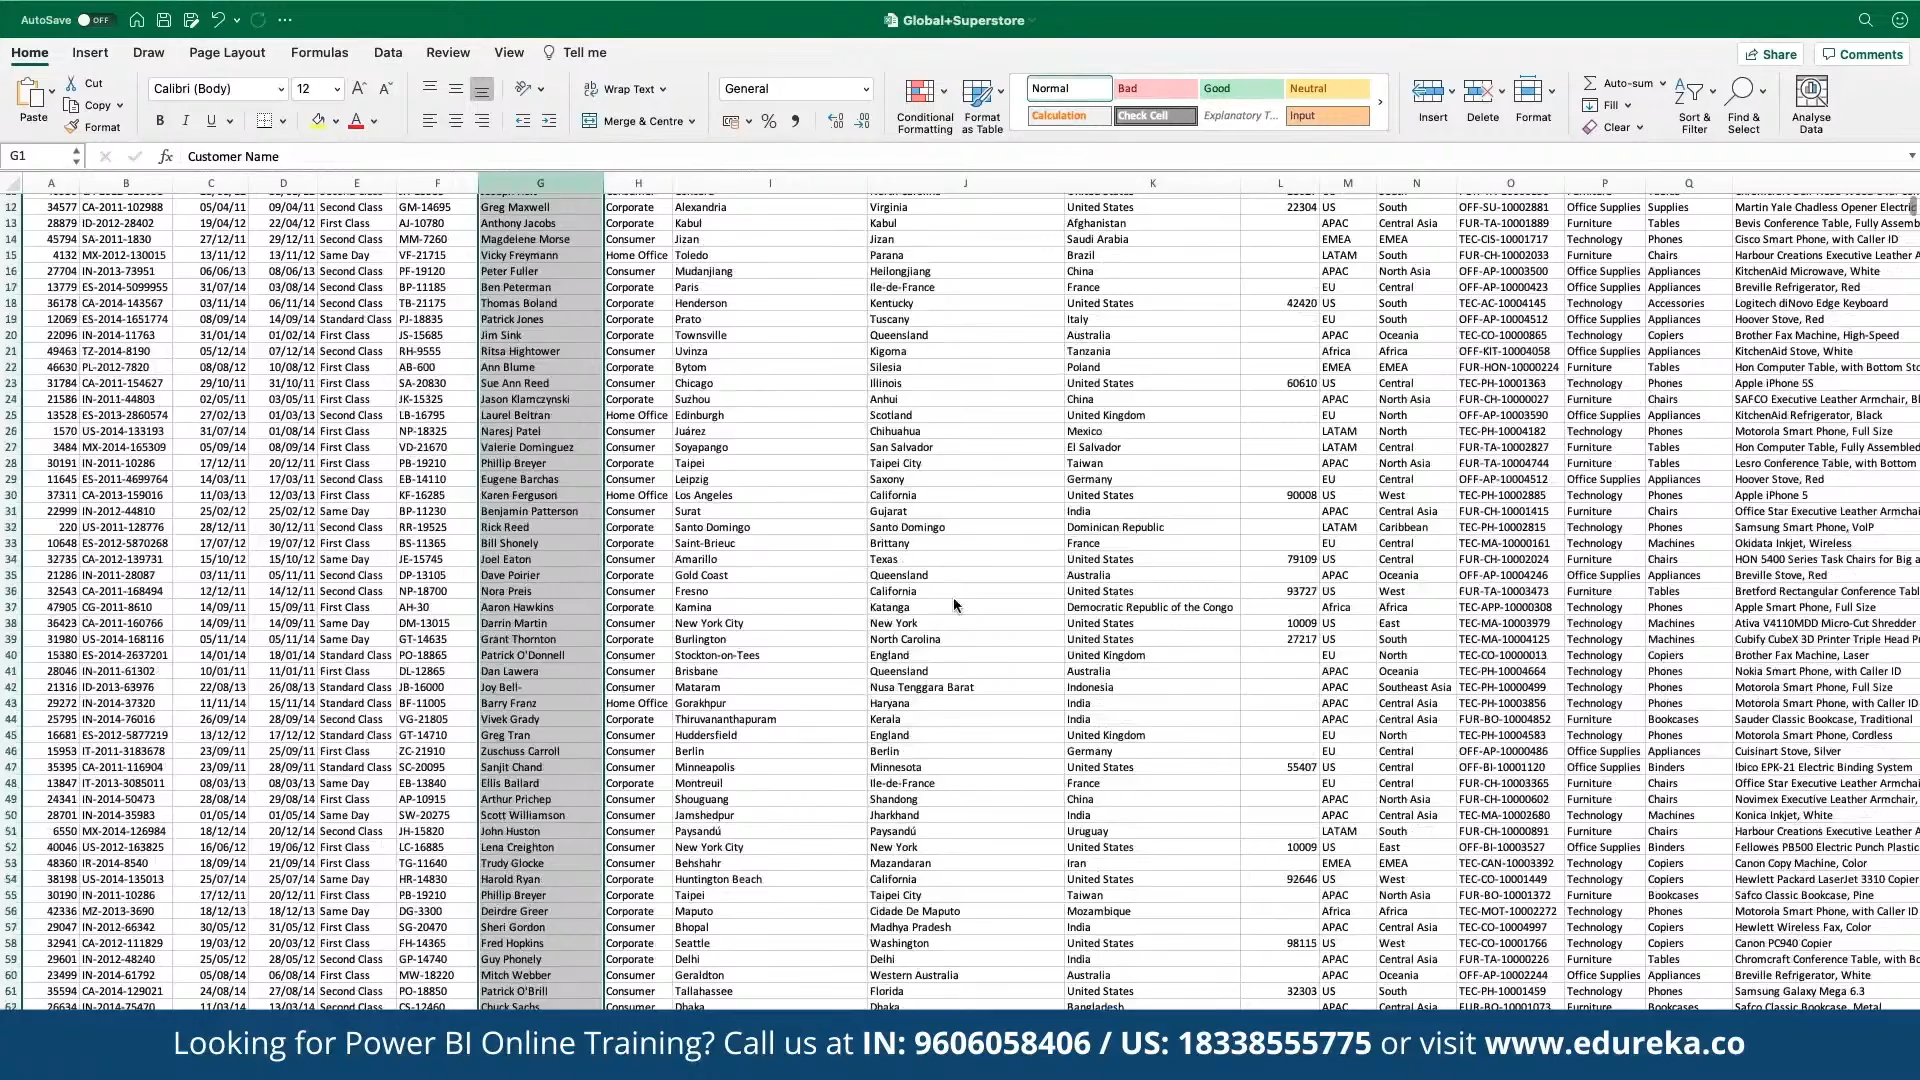 AutoSave OFF Global+Superstore
Home Insert Draw Page Layout Formulas Data Review View Tell me Share Comments
Paste Cut Copy Format Calibri (Body) 12 Wrap Text Merge & Centre General Conditional Formatting Format as Table Normal Bad Good Neutral Calculation Check Cell Explanatory T... Input Insert Delete Format Auto-sum Fill Clear Sort & Filter Find & Select Analyse Data
G1 fx Customer Name
A B C D E F G H I J K L M N O P Q
12 34577 CA-2011-102988 05/04/11 09/04/11 Second Class GM-14695 Greg Maxwell Corporate Alexandria Virginia United States 22304 US South OFF-SU-10002881 Office Supplies Supplies Martin Yale Chadless Opener Electric
13 28879 ID-2012-28402 19/04/12 22/04/12 First Class AJ-10780 Anthony Jacobs Corporate Kabul Kabul Afghanistan APAC Central Asia FUR-TA-10001889 Furniture Tables Bevis Conference Table, Fully Assemb
14 45794 SA-2011-1830 27/12/11 29/12/11 Second Class MM-7260 Magdelene Morse Consumer Jizan Jizan Saudi Arabia EMEA EMEA TEC-CIS-10001717 Technology Phones Cisco Smart Phone, with Caller ID
15 4132 MX-2012-130015 13/11/12 13/11/12 Same Day VF-21715 Vicky Freymann Home Office Toledo Parana Brazil LATAM South FUR-CH-10002033 Furniture Chairs Harbour Creations Executive Leather A
16 27704 IN-2013-73951 06/06/13 08/06/13 Second Class PF-19120 Peter Fuller Consumer Mudanjiang Heilongjiang China APAC North Asia OFF-AP-10003500 Office Supplies Appliances KitchenAid Microwave, White
17 13779 ES-2014-5099955 31/07/14 03/08/14 Second Class BP-11185 Ben Peterman Corporate Paris Ile-de-France France EU Central OFF-AP-10000423 Office Supplies Appliances Breville Refrigerator, Red
18 36178 CA-2014-143567 03/11/14 06/11/14 Second Class TB-21175 Thomas Boland Corporate Henderson Kentucky United States 42420 US South TEC-AC-10004145 Technology Accessories Logitech diNovo Edge Keyboard
19 12069 ES-2014-1651774 08/09/14 14/09/14 Standard Class PJ-18835 Patrick Jones Corporate Prato Tuscany Italy EU South OFF-AP-10004512 Office Supplies Appliances Hoover Stove, Red
20 22096 IN-2014-11763 31/01/14 01/02/14 First Class JS-15685 Jim Sink Corporate Townsville Queensland Australia APAC Oceania TEC-CO-10000865 Technology Copiers Brother Fax Machine, High-Speed
21 49463 TZ-2014-8190 05/12/14 07/12/14 Second Class RH-9555 Ritsa Hightower Consumer Uvinza Kigoma Tanzania Africa Africa OFF-KIT-10004058 Office Supplies Appliances KitchenAid Stove, White
22 46630 PL-2012-7820 08/08/12 10/08/12 First Class AB-600 Ann Blume Corporate Bytom Silesia Poland EMEA EMEA FUR-HON-10000224 Furniture Tables Hon Computer Table, with Bottom Sto
23 31784 CA-2011-154627 29/10/11 31/10/11 First Class SA-20830 Sue Ann Reed Consumer Chicago Illinois United States 60610 US Central TEC-PH-10001363 Technology Phones Apple iPhone 5S
24 21586 IN-2011-44803 02/05/11 03/05/11 First Class JK-15325 Jason Klamczynski Corporate Suzhou Anhui China APAC North Asia FUR-CH-10000027 Furniture Chairs SAFCO Executive Leather Armchair, Bl
25 13528 ES-2013-2860574 27/02/13 01/03/13 Second Class LB-16795 Laurel Beltran Home Office Edinburgh Scotland United Kingdom EU North OFF-AP-10003590 Office Supplies Appliances KitchenAid Refrigerator, Black
26 1570 US-2014-133193 31/07/14 01/08/14 First Class NP-18325 Naresj Patel Consumer Juárez Chihuahua Mexico LATAM North TEC-PH-10004182 Technology Phones Motorola Smart Phone, Full Size
27 3484 MX-2014-165309 05/09/14 08/09/14 First Class VD-21670 Valerie Dominguez Consumer Soyapango San Salvador El Salvador LATAM Central FUR-TA-10002827 Furniture Tables Hon Computer Table, Fully Assembled
28 30191 IN-2011-10286 17/12/11 20/12/11 First Class PB-19210 Phillip Breyer Corporate Taipei Taipei City Taiwan APAC North Asia FUR-TA-10004744 Furniture Tables Lesro Conference Table, with Bottom
29 11645 ES-2011-4699764 14/03/11 17/03/11 Second Class EB-14110 Eugene Barchas Consumer Leipzig Saxony Germany EU Central OFF-AP-10004512 Office Supplies Appliances Hoover Stove, Red
30 37311 CA-2013-159016 11/03/13 12/03/13 First Class KF-16285 Karen Ferguson Home Office Los Angeles California United States 90008 US West TEC-PH-10002885 Technology Phones Apple iPhone 5
31 22999 IN-2012-44810 25/02/12 25/02/12 Same Day BP-11230 Benjamin Patterson Consumer Surat Gujarat India APAC Central Asia FUR-CH-10001415 Furniture Chairs Office Star Executive Leather Armchai
32 220 US-2011-128776 28/12/11 30/12/11 Second Class RR-19525 Rick Reed Corporate Santo Domingo Santo Domingo Dominican Republic LATAM Caribbean TEC-PH-10002815 Technology Phones Samsung Smart Phone, VoIP
33 10648 ES-2012-5870268 17/07/12 19/07/12 First Class BS-11365 Bill Shonely Corporate Saint-Brieuc Brittany France EU Central TEC-MA-10000161 Technology Machines Okidata Inkjet, Wireless
34 32735 CA-2012-139731 15/10/12 15/10/12 Same Day JE-15745 Joel Eaton Consumer Amarillo Texas United States 79109 US Central FUR-CH-10002024 Furniture Chairs HON 5400 Series Task Chairs for Big a
35 21286 IN-2011-28087 03/11/11 05/11/11 Second Class DP-13105 Dave Poirier Corporate Gold Coast Queensland Australia APAC Oceania OFF-AP-10004246 Office Supplies Appliances Breville Stove, Red
36 32543 CA-2011-168494 12/12/11 14/12/11 Second Class NP-18700 Nora Preis Consumer Fresno California United States 93727 US West FUR-TA-10003473 Furniture Tables Bretford Rectangular Conference Tabl
37 47905 CG-2011-8610 14/09/11 15/09/11 First Class AH-30 Aaron Hawkins Corporate Kamina Katanga Democratic Republic of the Congo Africa Africa TEC-APP-10000308 Technology Phones Apple Smart Phone, Full Size
38 36423 CA-2011-160766 14/09/11 14/09/11 Same Day DM-13015 Darrin Martin Consumer New York City New York United States 10009 US East TEC-MA-10003979 Technology Machines Ativa V4110MDD Micro-Cut Shredder
39 31980 US-2014-168116 05/11/14 05/11/14 Same Day GT-14635 Grant Thornton Corporate Burlington North Carolina United States 27217 US South TEC-MA-10004125 Technology Machines Cubify CubeX 3D Printer Triple Head P
40 15380 ES-2014-2637201 14/01/14 18/01/14 Standard Class PO-18865 Patrick O'Donnell Consumer Stockton-on-Tees England United Kingdom EU North TEC-CO-10000013 Technology Copiers Brother Fax Machine, Laser
41 28046 IN-2011-61302 10/01/11 11/01/11 First Class DL-12865 Dan Lawera Consumer Brisbane Queensland Australia APAC Oceania TEC-PH-10004664 Technology Phones Nokia Smart Phone, with Caller ID
42 21316 ID-2013-63976 22/08/13 26/08/13 Standard Class JB-16000 Joy Bell- Consumer Mataram Nusa Tenggara Barat Indonesia APAC Southeast Asia TEC-PH-10000499 Technology Phones Motorola Smart Phone, Full Size
43 29272 IN-2014-37320 11/11/14 15/11/14 Standard Class BF-11005 Barry Franz Home Office Gorakhpur Haryana India APAC Central Asia TEC-PH-10003856 Technology Phones Motorola Smart Phone, with Caller ID
44 25795 IN-2014-76016 26/09/14 28/09/14 Second Class VG-21805 Vivek Grady Corporate Thiruvananthapuram Kerala India APAC Central Asia FUR-BO-10004852 Furniture Bookcases Sauder Classic Bookcase, Traditional
45 16681 ES-2012-5877219 13/12/12 17/12/12 Standard Class GT-14710 Greg Tran Consumer Huddersfield England United Kingdom EU North TEC-PH-10004583 Technology Phones Motorola Smart Phone, Cordless
46 15953 IT-2011-3183678 23/09/11 25/09/11 First Class ZC-21910 Zuschuss Carroll Consumer Berlin Berlin Germany EU Central OFF-AP-10000486 Office Supplies Appliances Cuisinart Stove, Silver
47 35395 CA-2011-116904 23/09/11 28/09/11 Standard Class SC-20095 Sanjit Chand Consumer Minneapolis Minnesota United States 55407 US Central OFF-BI-10001120 Office Supplies Binders Ibico EPK-21 Electric Binding System
48 13847 IT-2013-3085011 08/03/13 08/03/13 Same Day EB-13840 Ellis Ballard Corporate Montreuil Ile-de-France France EU Central FUR-CH-10003365 Furniture Chairs Office Star Executive Leather Armchai
49 24341 IN-2014-50473 28/08/14 29/08/14 First Class AP-10915 Arthur Prichep Consumer Shouguang Shandong China APAC North Asia FUR-CH-10000602 Furniture Chairs Novimex Executive Leather Armchair,
50 28701 IN-2014-35983 01/05/14 01/05/14 Same Day SW-20275 Scott Williamson Consumer Jamshedpur Jharkhand India APAC Central Asia TEC-MA-10002680 Technology Machines Konica Inkjet, White
51 6550 MX-2014-126984 18/12/14 20/12/14 Second Class JH-15820 John Huston Consumer Paysandú Paysandú Uruguay LATAM South FUR-CH-10000891 Furniture Chairs Harbour Creations Executive Leather A
52 40046 US-2012-163825 16/06/12 19/06/12 First Class LC-16885 Lena Creighton Consumer New York City New York United States 10009 US East OFF-BI-10003527 Office Supplies Binders Fellowes PB500 Electric Punch Plastic
53 48360 IR-2014-8540 18/09/14 21/09/14 First Class TG-11640 Trudy Glocke Consumer Behshahr Mazandaran Iran EMEA EMEA TEC-CAN-10003392 Technology Copiers Canon Copy Machine, Color
54 38198 US-2014-135013 25/07/14 25/07/14 Same Day HR-14830 Harold Ryan Corporate Huntington Beach California United States 92646 US West TEC-CO-10001449 Technology Copiers Hewlett Packard LaserJet 3310 Copier
55 30190 IN-2011-10286 17/12/11 20/12/11 First Class PB-19210 Phillip Breyer Corporate Taipei Taipei City Taiwan APAC North Asia FUR-BO-10001372 Furniture Bookcases Safco Classic Bookcase, Pine
56 42336 MZ-2013-3690 18/12/13 18/12/13 Same Day DG-3300 Deirdre Greer Corporate Maputo Cidade De Maputo Mozambique Africa Africa TEC-MOT-10002272 Technology Phones Motorola Smart Phone, with Caller ID
57 29047 IN-2012-66342 30/05/12 31/05/12 First Class SG-20470 Sheri Gordon Consumer Bhopal Madhya Pradesh India APAC Central Asia TEC-CO-10000997 Technology Copiers Hewlett Wireless Fax, Color
58 32941 CA-2012-111829 19/03/12 20/03/12 First Class FH-14365 Fred Hopkins Corporate Seattle Washington United States 98115 US West TEC-CO-10001766 Technology Copiers Canon PC940 Copier
59 29601 IN-2012-48240 25/05/12 28/05/12 Second Class GP-14740 Guy Phonely Corporate Delhi Delhi India APAC Central Asia FUR-TA-10000226 Furniture Tables Chromcraft Conference Table, with Bo
60 23499 IN-2014-61792 05/08/14 06/08/14 First Class MW-18220 Mitch Webber Consumer Geraldton Western Australia Australia APAC Oceania OFF-AP-10002244 Office Supplies Appliances Breville Refrigerator, White
61 35594 CA-2014-129021 24/08/14 27/08/14 Second Class PO-18850 Patrick O'Brill Consumer Tallahassee Florida United States 32303 US South TEC-PH-10001459 Technology Phones Samsung Galaxy Mega 6.3
62 26634 IN-2014-75470 11/03/14 13/03/14 Second Class CS-12460 Chuck Sachs Consumer Dhaka Dhaka Bangladesh APAC Central Asia FUR-BO-10001073 Furniture Bookcases Safco Classic Bookcase, Metal
Looking for Power BI Online Training? Call us at IN: 9606058406 / US: 18338555775 or visit www.edureka.co